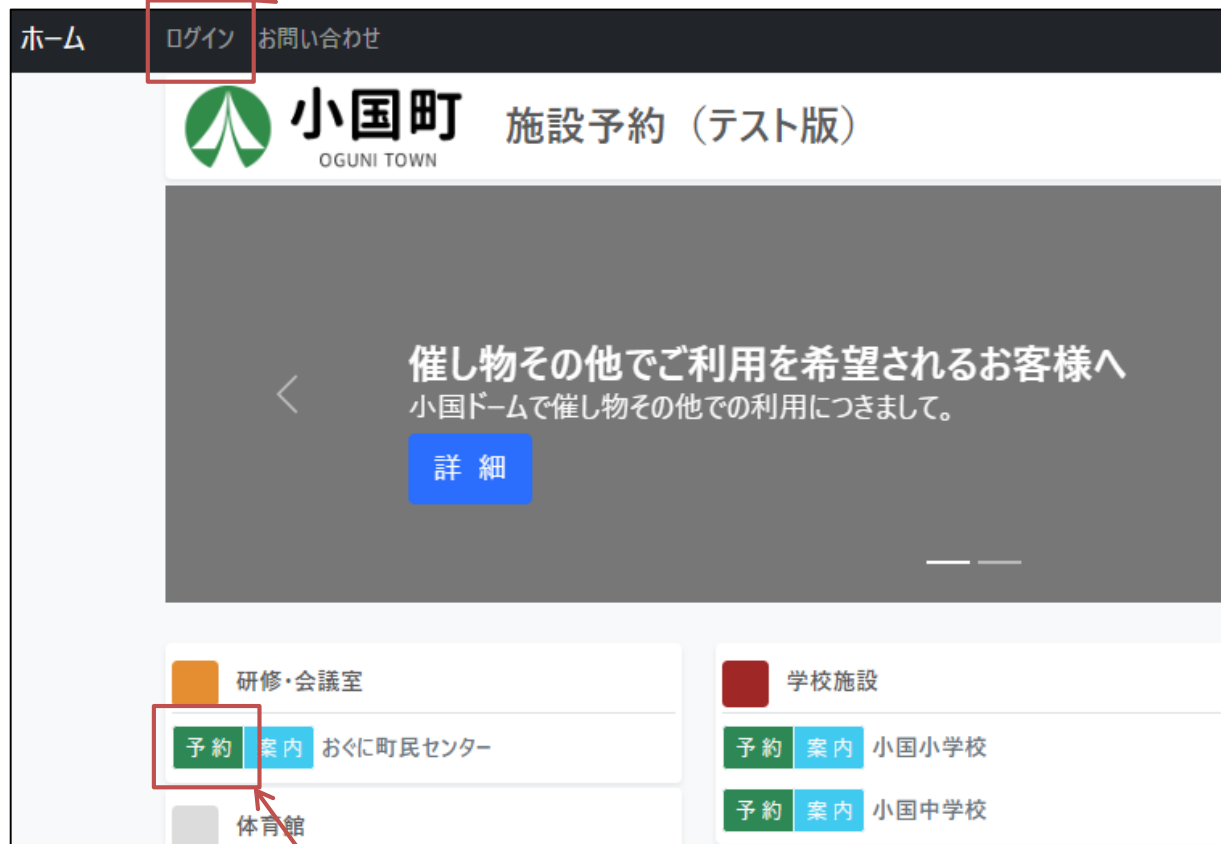 ホーム ログイン お問い合わせ
小国町 施設予約（テスト版）
OGUNI TOWN
催し物その他でご利用を希望されるお客様へ
小国ドームで催し物その他での利用につきまして。
詳 細
研修・会議室
予 約 案 内 おぐに町民センター
体育館
学校施設
予 約 案 内 小国小学校
予 約 案 内 小国中学校